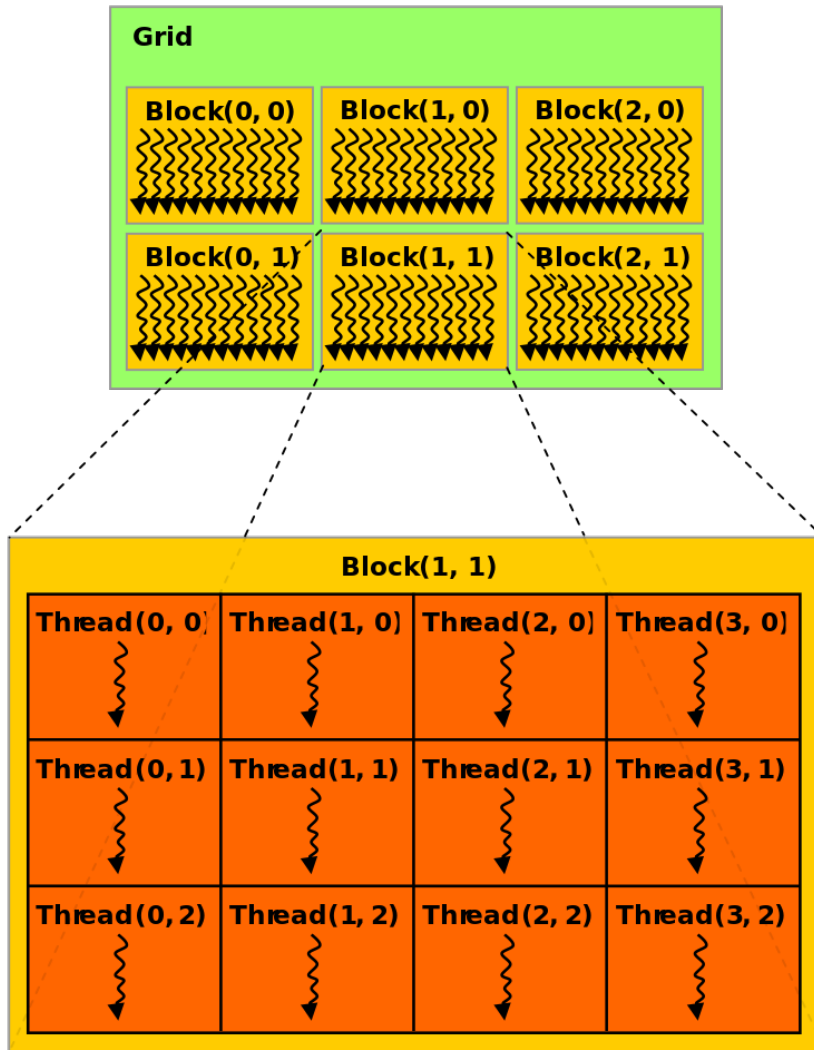 Grid
Block(0, 0) Block(1, 0) Block(2, 0)
Block(0, 1) Block(1, 1) Block(2, 1)
Block(1, 1)
Thread(0, 0) Thread(1, 0) Thread(2, 0) Thread(3, 0)
Thread(0, 1) Thread(1, 1) Thread(2, 1) Thread(3, 1)
Thread(0, 2) Thread(1, 2) Thread(2, 2) Thread(3, 2)